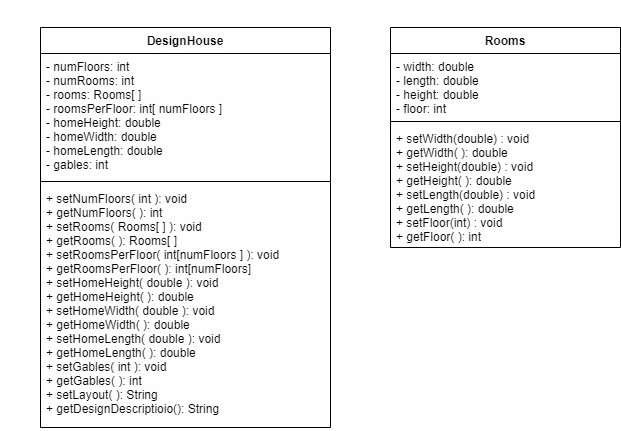 DesignHouse
- numFloors: int
- numRooms: int
- rooms: Rooms[ ]
- roomsPerFloor: int[ numFloors ]
- homeHeight: double
- homeWidth: double
- homeLength: double
- gables: int
+ setNumFloors( int ): void
+ getNumFloors( ): int
+ setRooms( Rooms[ ] ): void
+ getRooms( ): Rooms[ ]
+ setRoomsPerFloor( int[numFloors ] ): void
+ getRoomsPerFloor( ): int[numFloors]
+ setHomeHeight( double ): void
+ getHomeHeight( ): double
+ setHomeWidth( double ): void
+ getHomeWidth( ): double
+ setHomeLength( double ): void
+ getHomeLength( ): double
+ setGables( int ): void
+ getGables( ): int
+ setLayout( ): String
+ getDesignDescriptioio(): String
Rooms
- width: double
- length: double
- height: double
- floor: int
+ setWidth(double) : void
+ getWidth( ): double
+ setHeight(double) : void
+ getHeight( ): double
+ setLength(double) : void
+ getLength( ): double
+ setFloor(int) : void
+ getFloor( ): int